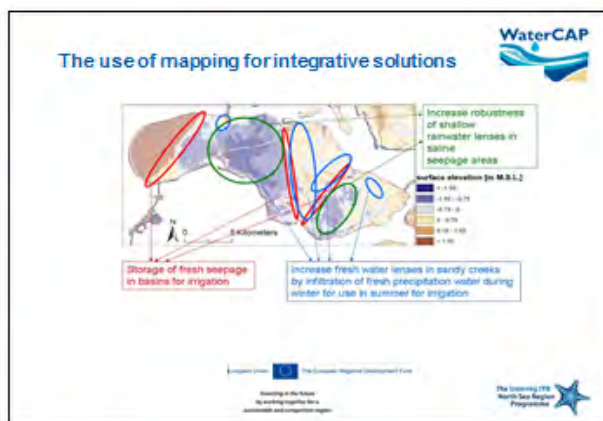 WaterCAP
The use of mapping for integrative solutions
Increase robustness
of shallow
rainwater lenses in
saline
seepage areas
surface elevation [m M.S.L.]
N
0
5 Kilometers
Storage of fresh seepage
in basins for irrigation
Increase fresh water lenses in sandy creeks
by infiltration of fresh precipitation water during
winter for use in summer for irrigation
European Union
The European Regional Development Fund
Investing in the future
by working together for a
sustainable and competitive region
The Interreg IVB
North Sea Region
Programme